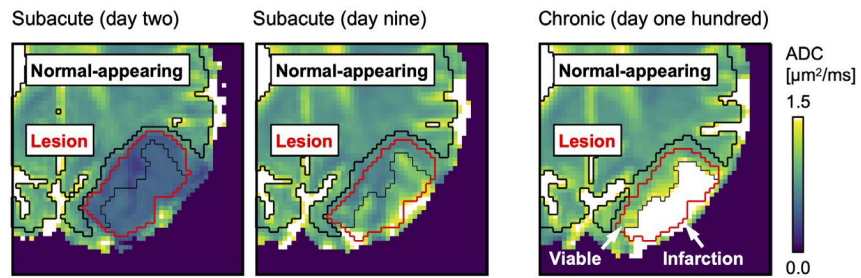 Subacute (day two)
Subacute (day nine)
Chronic (day one hundred)
Normal-appearing
Normal-appearing
Normal-appearing
Lesion
Lesion
Lesion
Viable
Infarction
ADC
[µm²/ms]
1.5
0.0